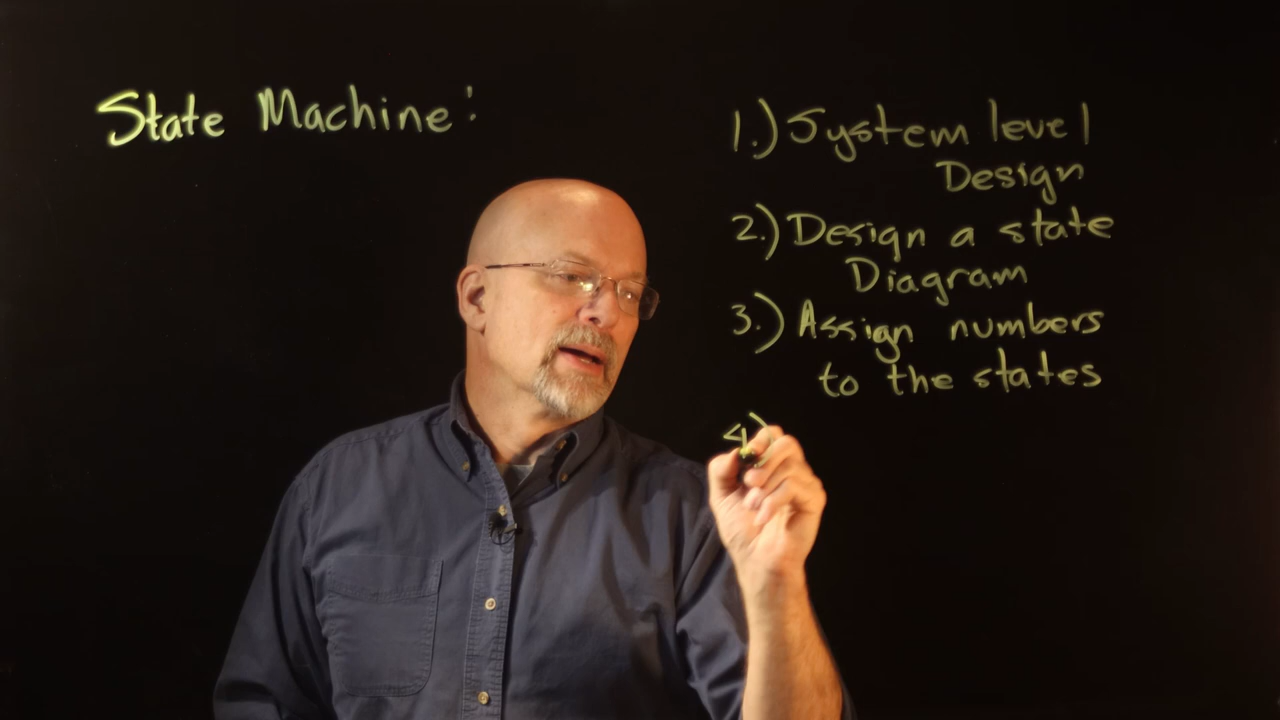 State Machine:
1.) System level
Design
2.) Design a state
Diagram
3.) Assign numbers
to the states
4)